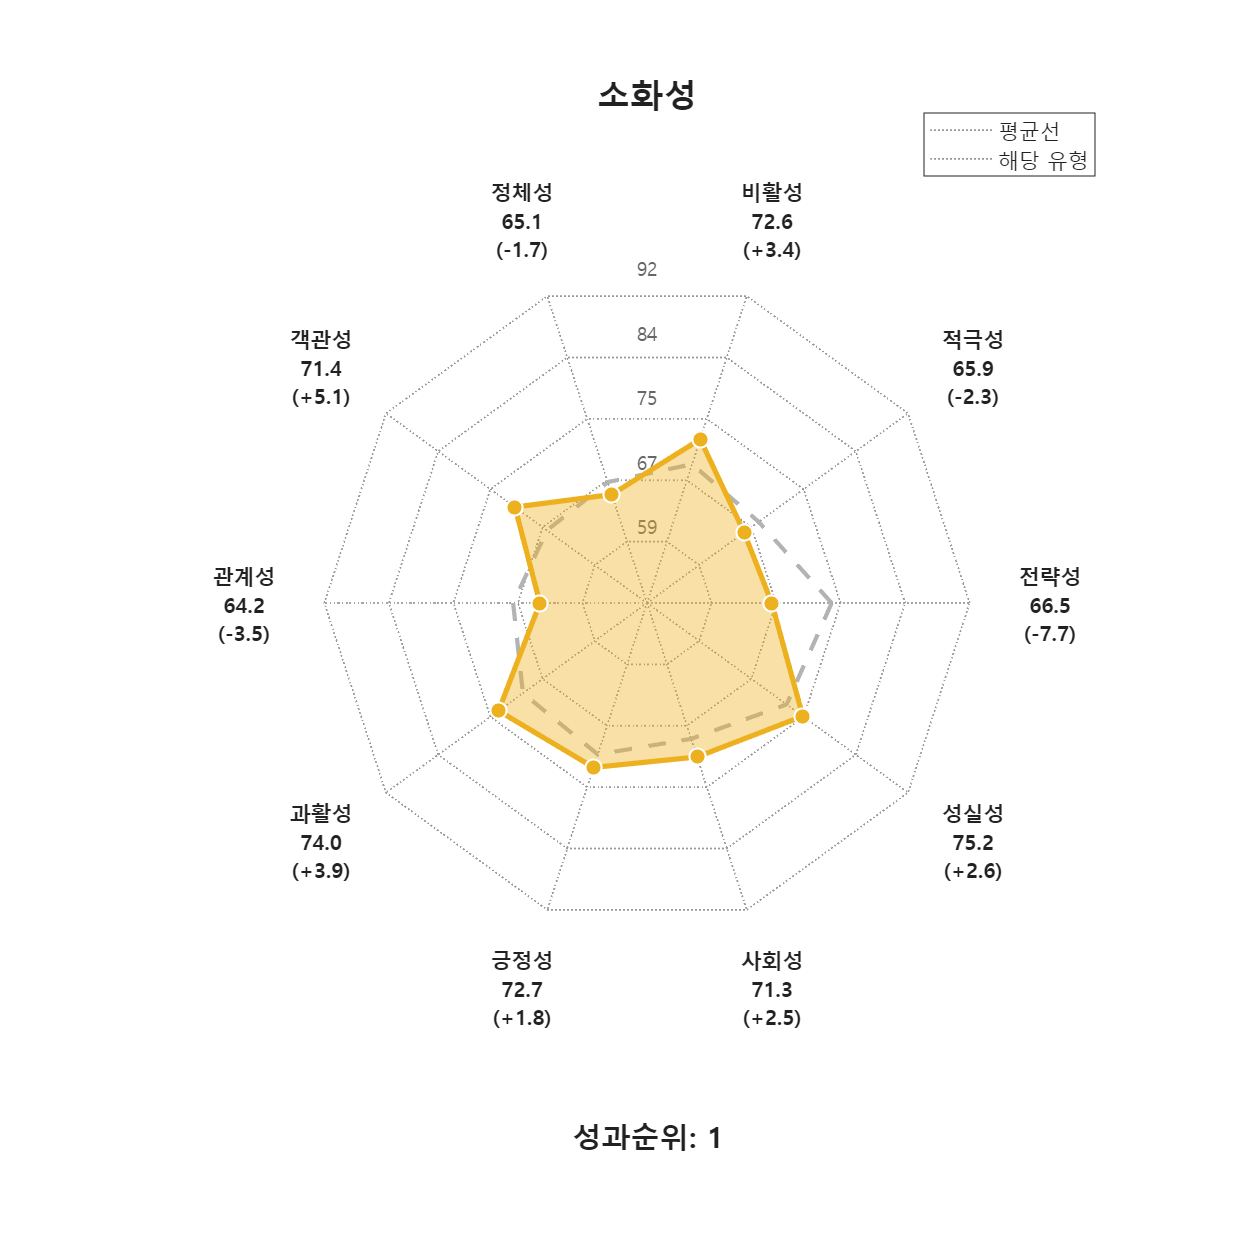 소화성
평균선
해당 유형
정체성
65.1
(-1.7)
비활성
72.6
(+3.4)
92
84
75
67
59
객관성
71.4
(+5.1)
적극성
65.9
(-2.3)
관계성
64.2
(-3.5)
전략성
66.5
(-7.7)
과활성
74.0
(+3.9)
성실성
75.2
(+2.6)
긍정성
72.7
(+1.8)
사회성
71.3
(+2.5)
성과순위: 1